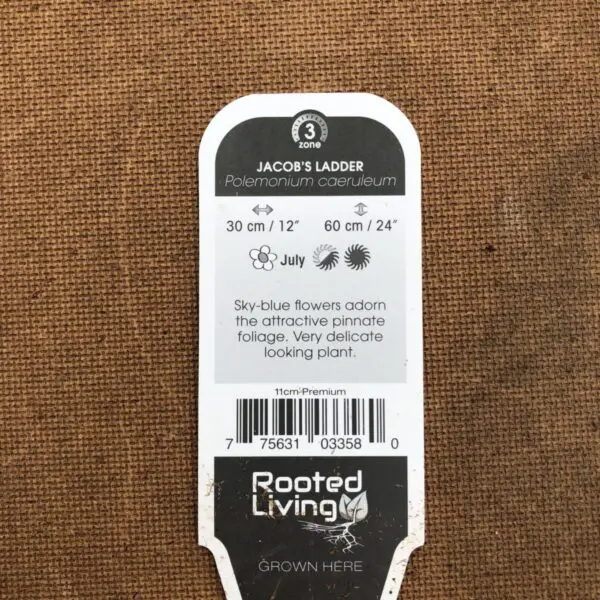 3
zone
JACOB'S LADDER
Polemonium caeruleum
30 cm / 12" 60 cm / 24"
July
Sky-blue flowers adorn
the attractive pinnate
foliage. Very delicate
looking plant.
11cm-Premium
7 75631 03358 0
Rooted
Living
GROWN HERE